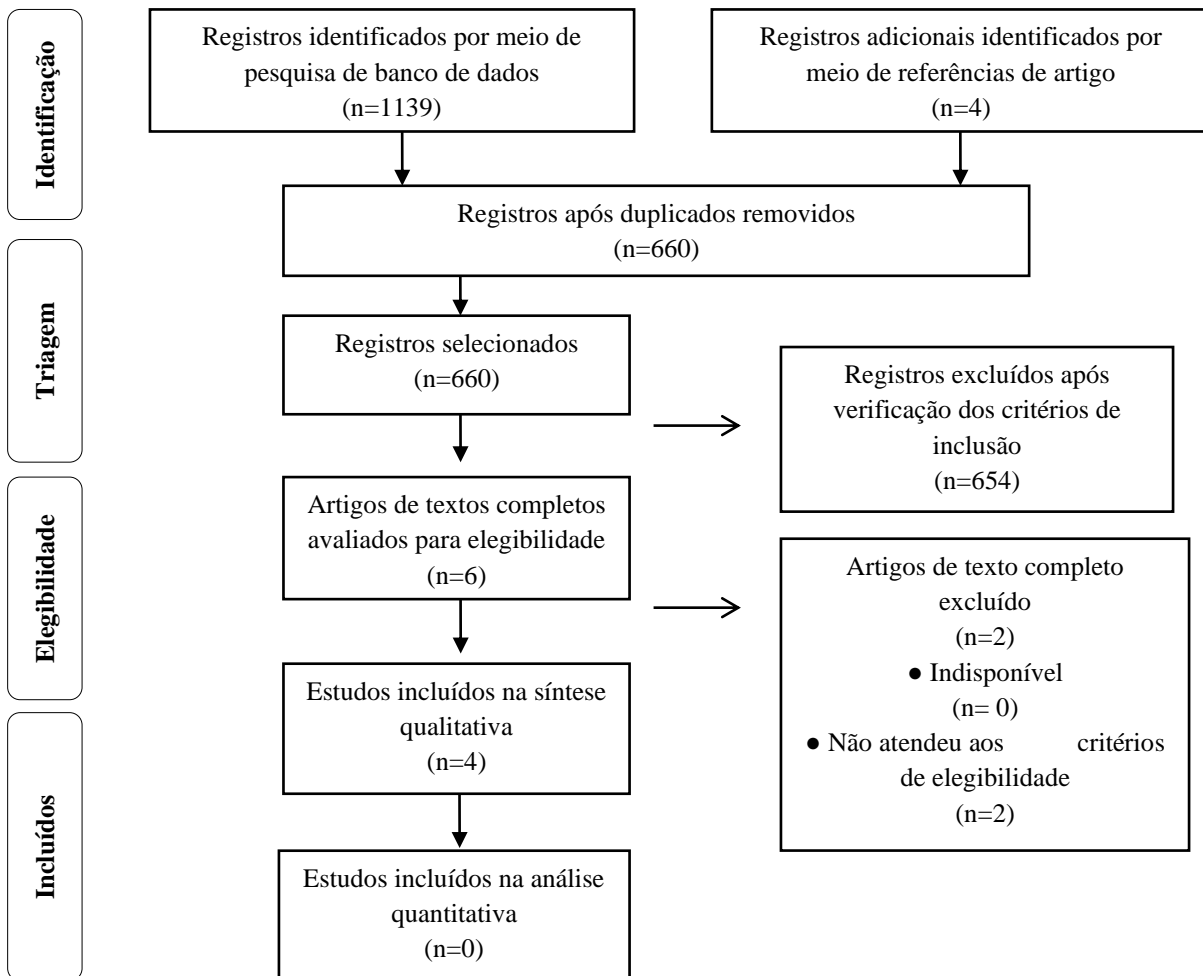 Identificação
Registros identificados por meio de
pesquisa de banco de dados
(n=1139)
Registros adicionais identificados por
meio de referências de artigo
(n=4)
Registros após duplicados removidos
(n=660)
Triagem
Registros selecionados
(n=660)
Registros excluídos após
verificação dos critérios de
inclusão
(n=654)
Elegibilidade
Artigos de textos completos
avaliados para elegibilidade
(n=6)
Artigos de texto completo
excluído
(n=2)
● Indisponível
(n= 0)
● Não atendeu aos critérios
de elegibilidade
(n=2)
Estudos incluídos na síntese
qualitativa
(n=4)
Incluídos
Estudos incluídos na análise
quantitativa
(n=0)